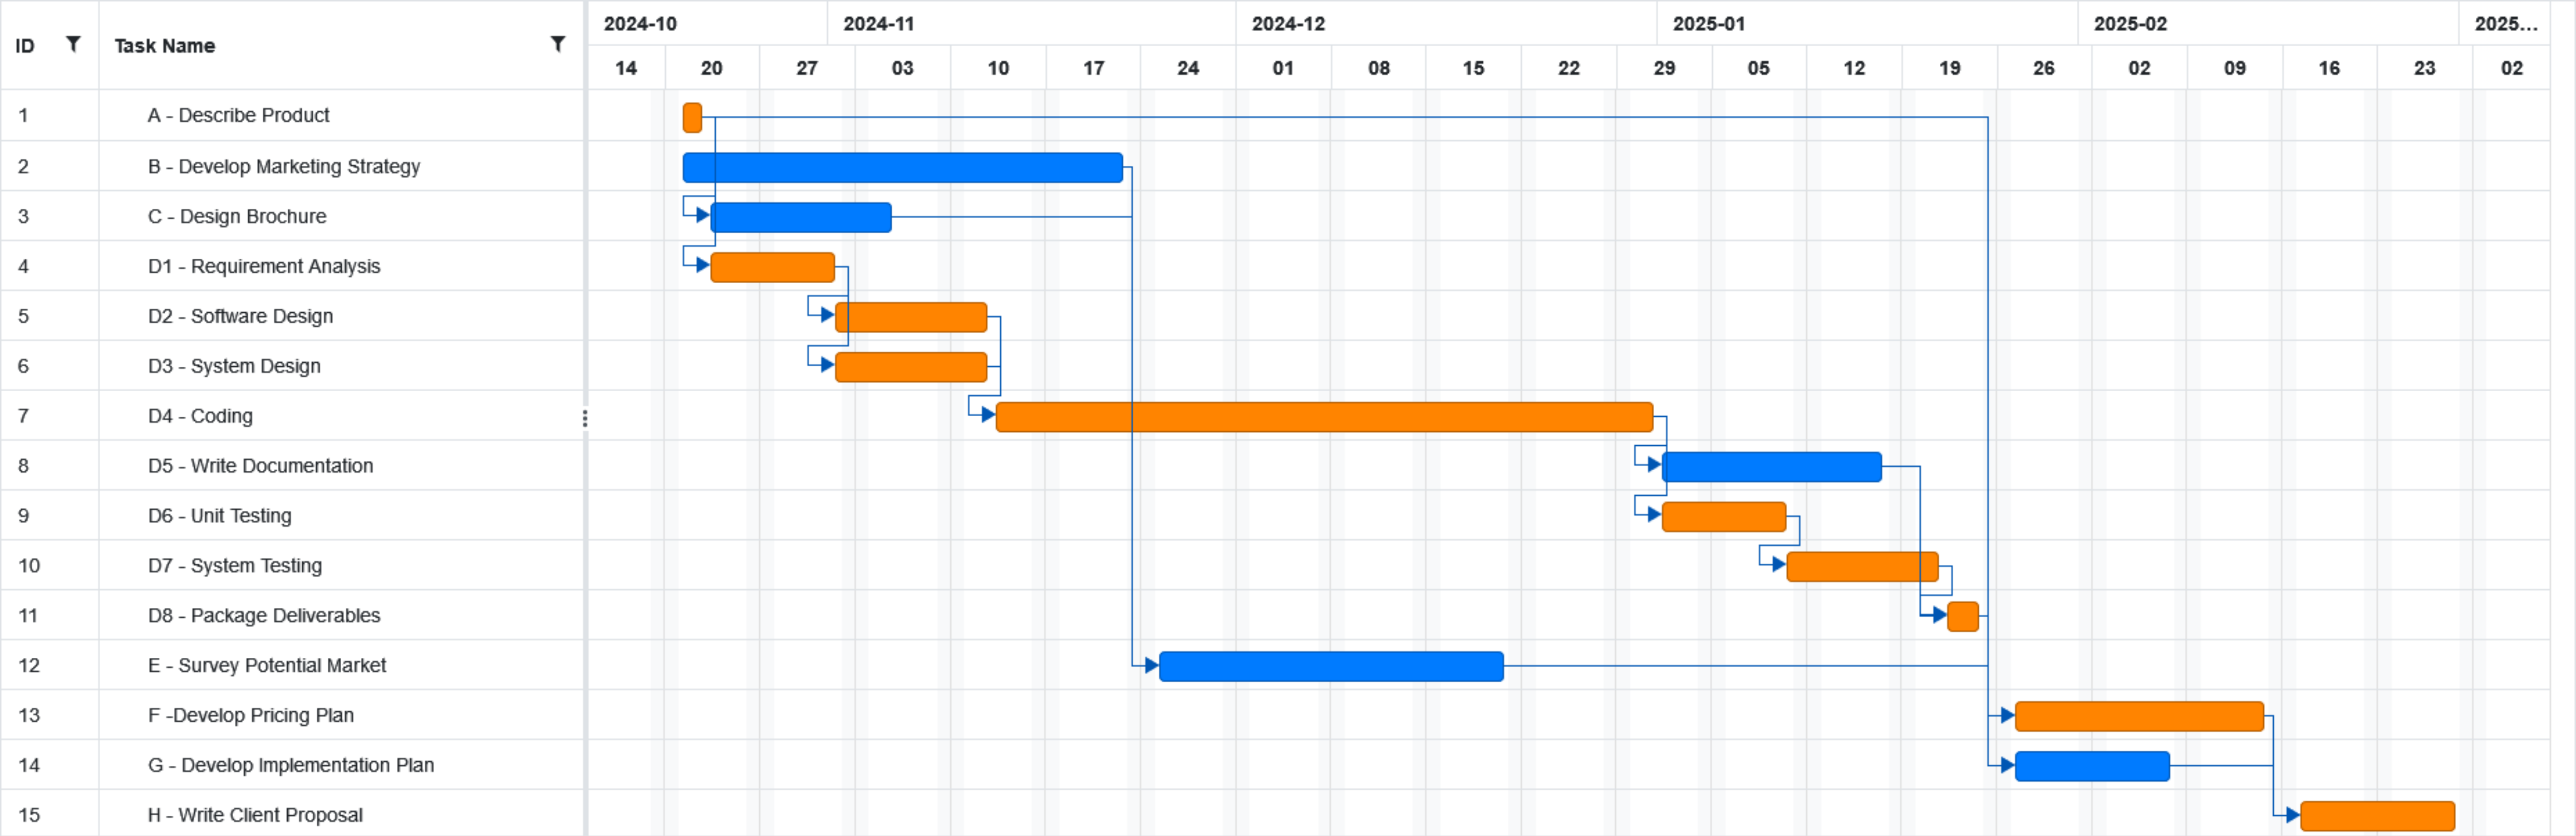 2024-10 2024-11 2024-12 2025-01 2025-02 2025...
ID Task Name
14 20 27 03 10 17 24 01 08 15 22 29 05 12 19 26 02 09 16 23 02
1 A - Describe Product
2 B - Develop Marketing Strategy
3 C - Design Brochure
4 D1 - Requirement Analysis
5 D2 - Software Design
6 D3 - System Design
7 D4 - Coding
8 D5 - Write Documentation
9 D6 - Unit Testing
10 D7 - System Testing
11 D8 - Package Deliverables
12 E - Survey Potential Market
13 F -Develop Pricing Plan
14 G - Develop Implementation Plan
15 H - Write Client Proposal